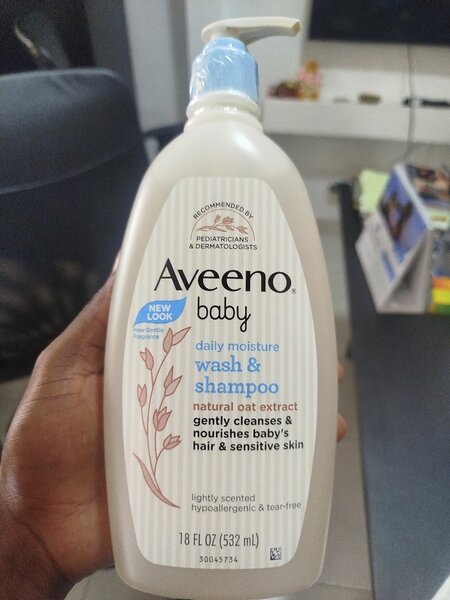 RECOMMENDED BY
PEDIATRICIANS
& DERMATOLOGISTS
Aveeno®
baby
NEW
LOOK
New Gentle
Fragrance
daily moisture
wash &
shampoo
natural oat extract
gently cleanses &
nourishes baby's
hair & sensitive skin
lightly scented
hypoallergenic & tear-free
18 FL OZ (532 mL)
30045734